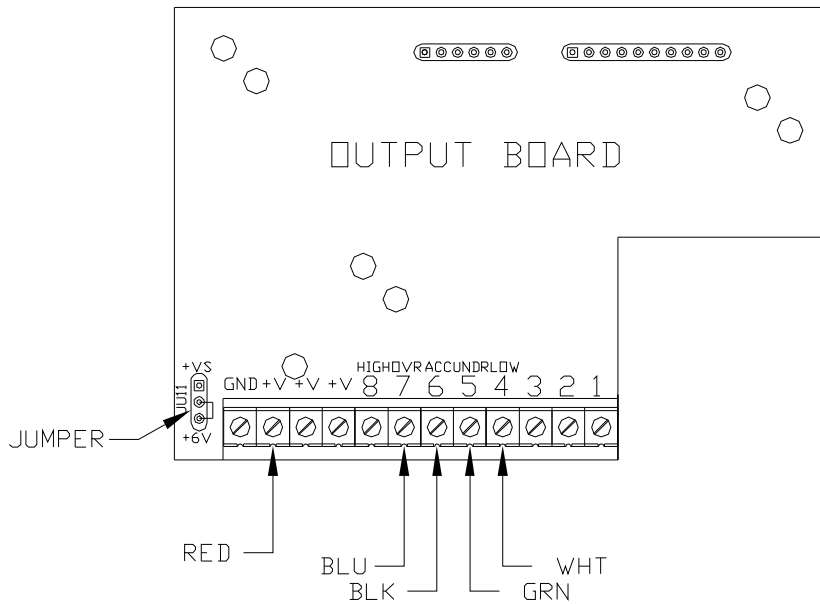 OUTPUT BOARD
+VS
HIGH OVR ACC UNDR LOW
GND +V +V +V 8 7 6 5 4 3 2 1
JU11
JUMPER
+6V
RED
BLU
WHT
BLK
GRN